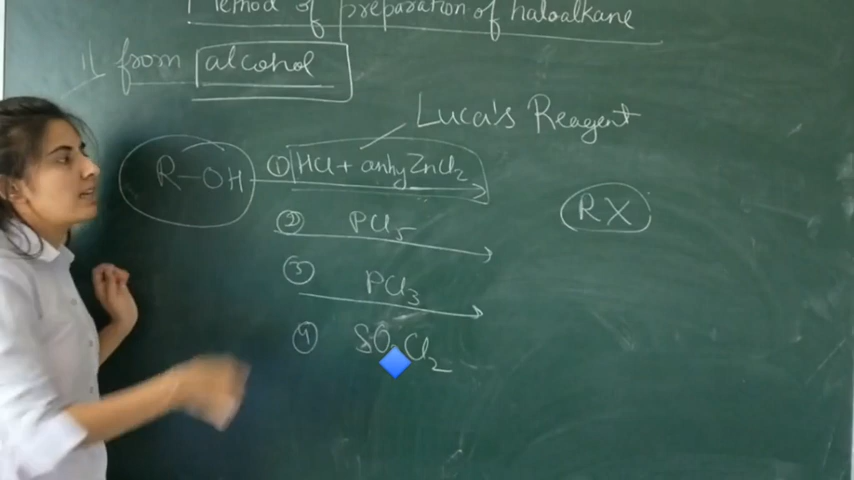 Method of preparation of haloalkane
1) from alcohol
Luca's Reagent
R-OH ① HCl + anhy ZnCl₂
② PCl₅
RX
③ PCl₃
④ SO₂Cl₂